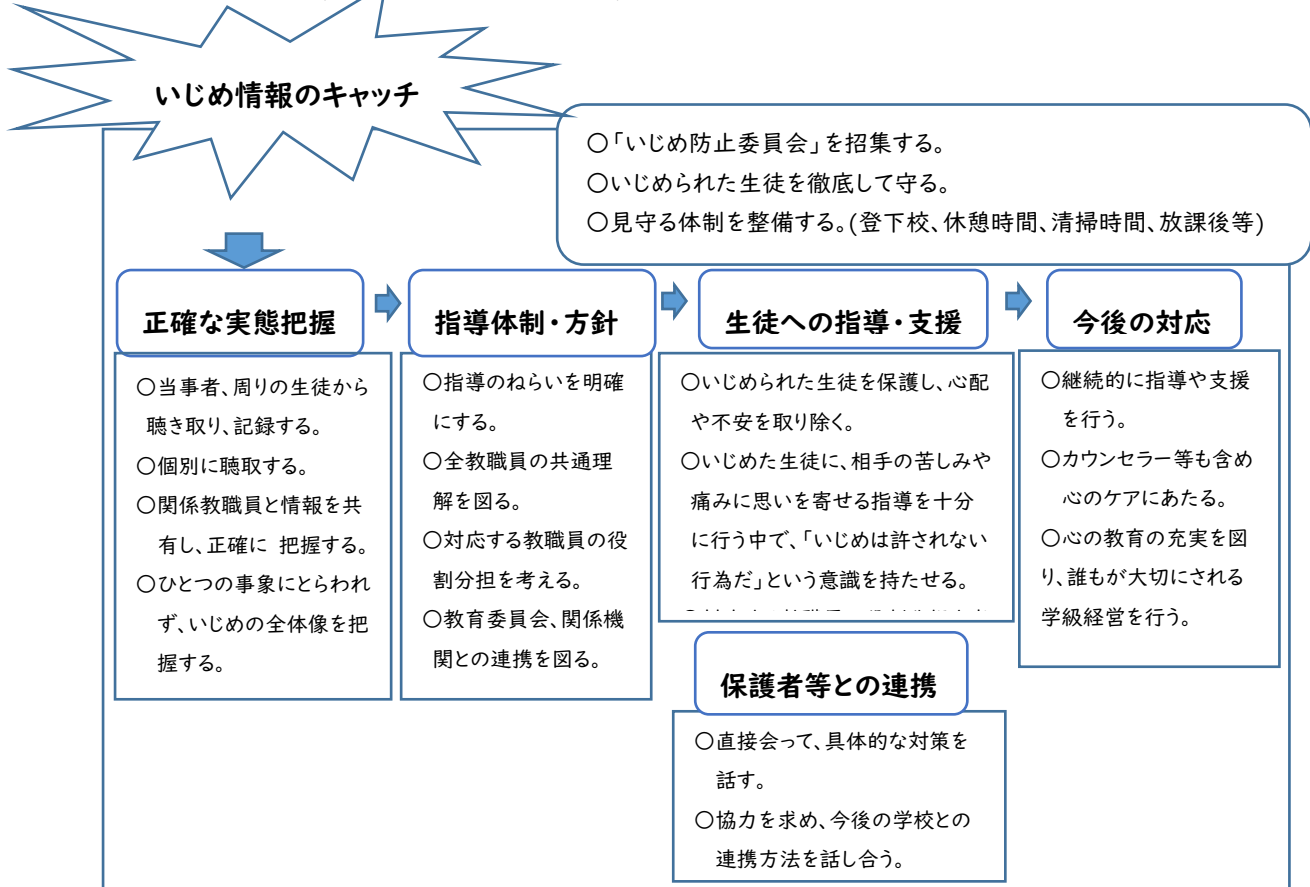 いじめ情報のキャッチ
○「いじめ防止委員会」を招集する。
○いじめられた生徒を徹底して守る。
○見守る体制を整備する。(登下校、休憩時間、清掃時間、放課後等)
正確な実態把握
○当事者、周りの生徒から
聴き取り、記録する。
○個別に聴取する。
○関係教職員と情報を共
有し、正確に 把握する。
○ひとつの事象にとらわれ
ず、いじめの全体像を把
握する。
指導体制・方針
○指導のねらいを明確
にする。
○全教職員の共通理
解を図る。
○対応する教職員の役
割分担を考える。
○教育委員会、関係機
関との連携を図る。
生徒への指導・支援
○いじめられた生徒を保護し、心配
や不安を取り除く。
○いじめた生徒に、相手の苦しみや
痛みに思いを寄せる指導を十分
に行う中で、「いじめは許されない
行為だ」という意識を持たせる。
保護者等との連携
○直接会って、具体的な対策を
話す。
○協力を求め、今後の学校との
連携方法を話し合う。
今後の対応
○継続的に指導や支援
を行う。
○カウンセラー等も含め
心のケアにあたる。
○心の教育の充実を図
り、誰もが大切にされる
学級経営を行う。